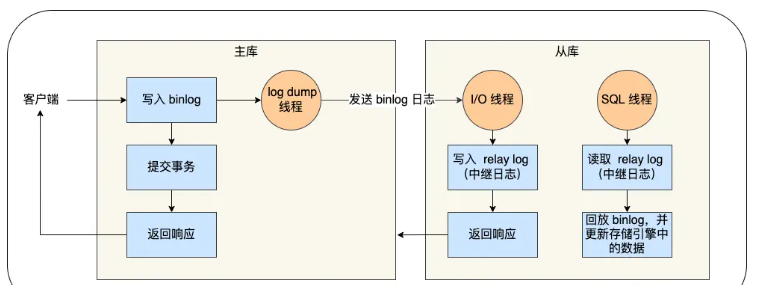 主库
从库
客户端
写入 binlog
log dump
线程
发送 binlog 日志
I/O 线程
SQL 线程
提交事务
写入 relay log
（中继日志）
读取 relay log
（中继日志）
返回响应
返回响应
回放 binlog，并
更新存储引擎中
的数据